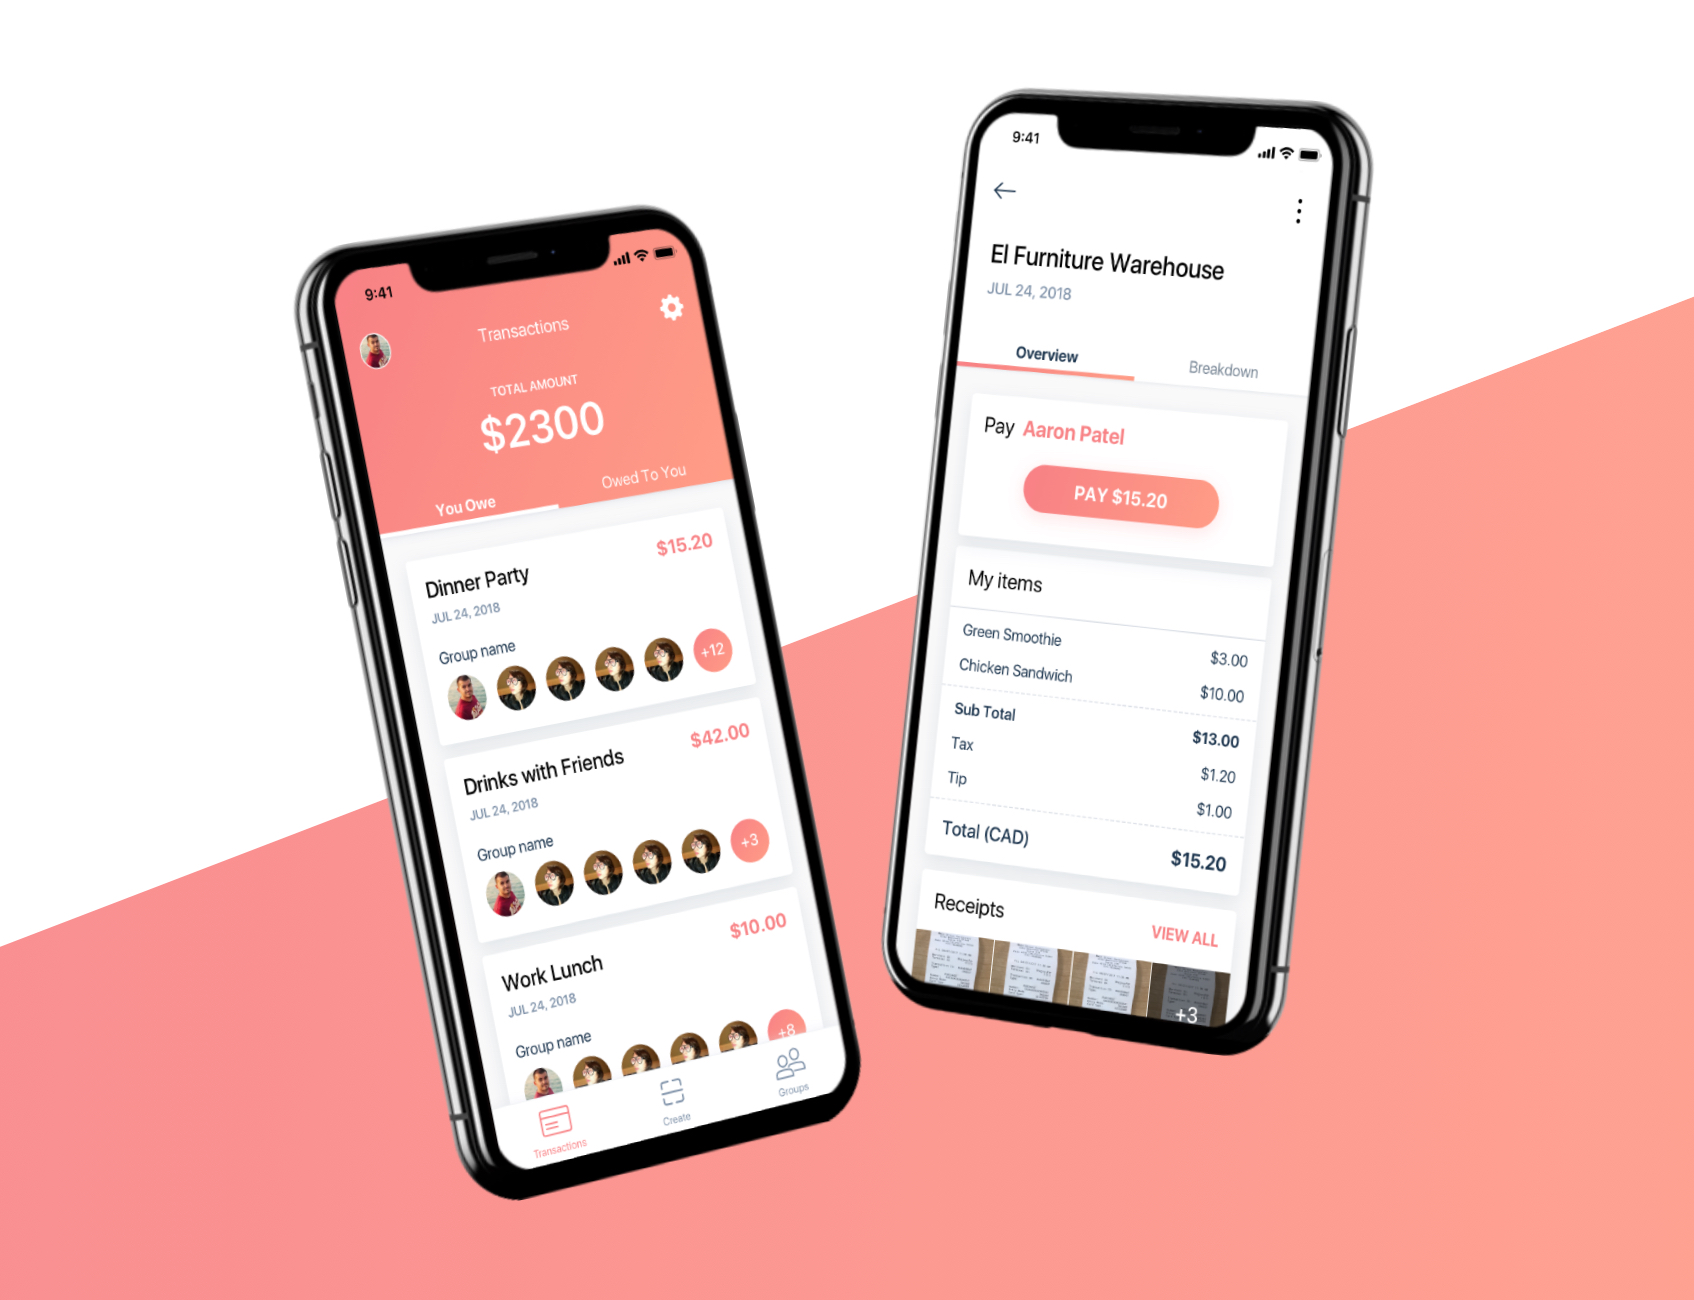 9:41
Transactions
TOTAL AMOUNT
$2300
You Owe
Owed To You
Dinner Party
$15.20
JUL 24, 2018
Group name
+12
Drinks with Friends
$42.00
JUL 24, 2018
Group name
+3
Work Lunch
$10.00
JUL 24, 2018
Group name
+8
Transactions
Create
Groups
9:41
El Furniture Warehouse
JUL 24, 2018
Overview
Breakdown
Pay Aaron Patel
PAY $15.20
My items
Green Smoothie
$3.00
Chicken Sandwich
$10.00
Sub Total
$13.00
Tax
$1.20
Tip
$1.00
Total (CAD)
$15.20
Receipts
VIEW ALL
+3